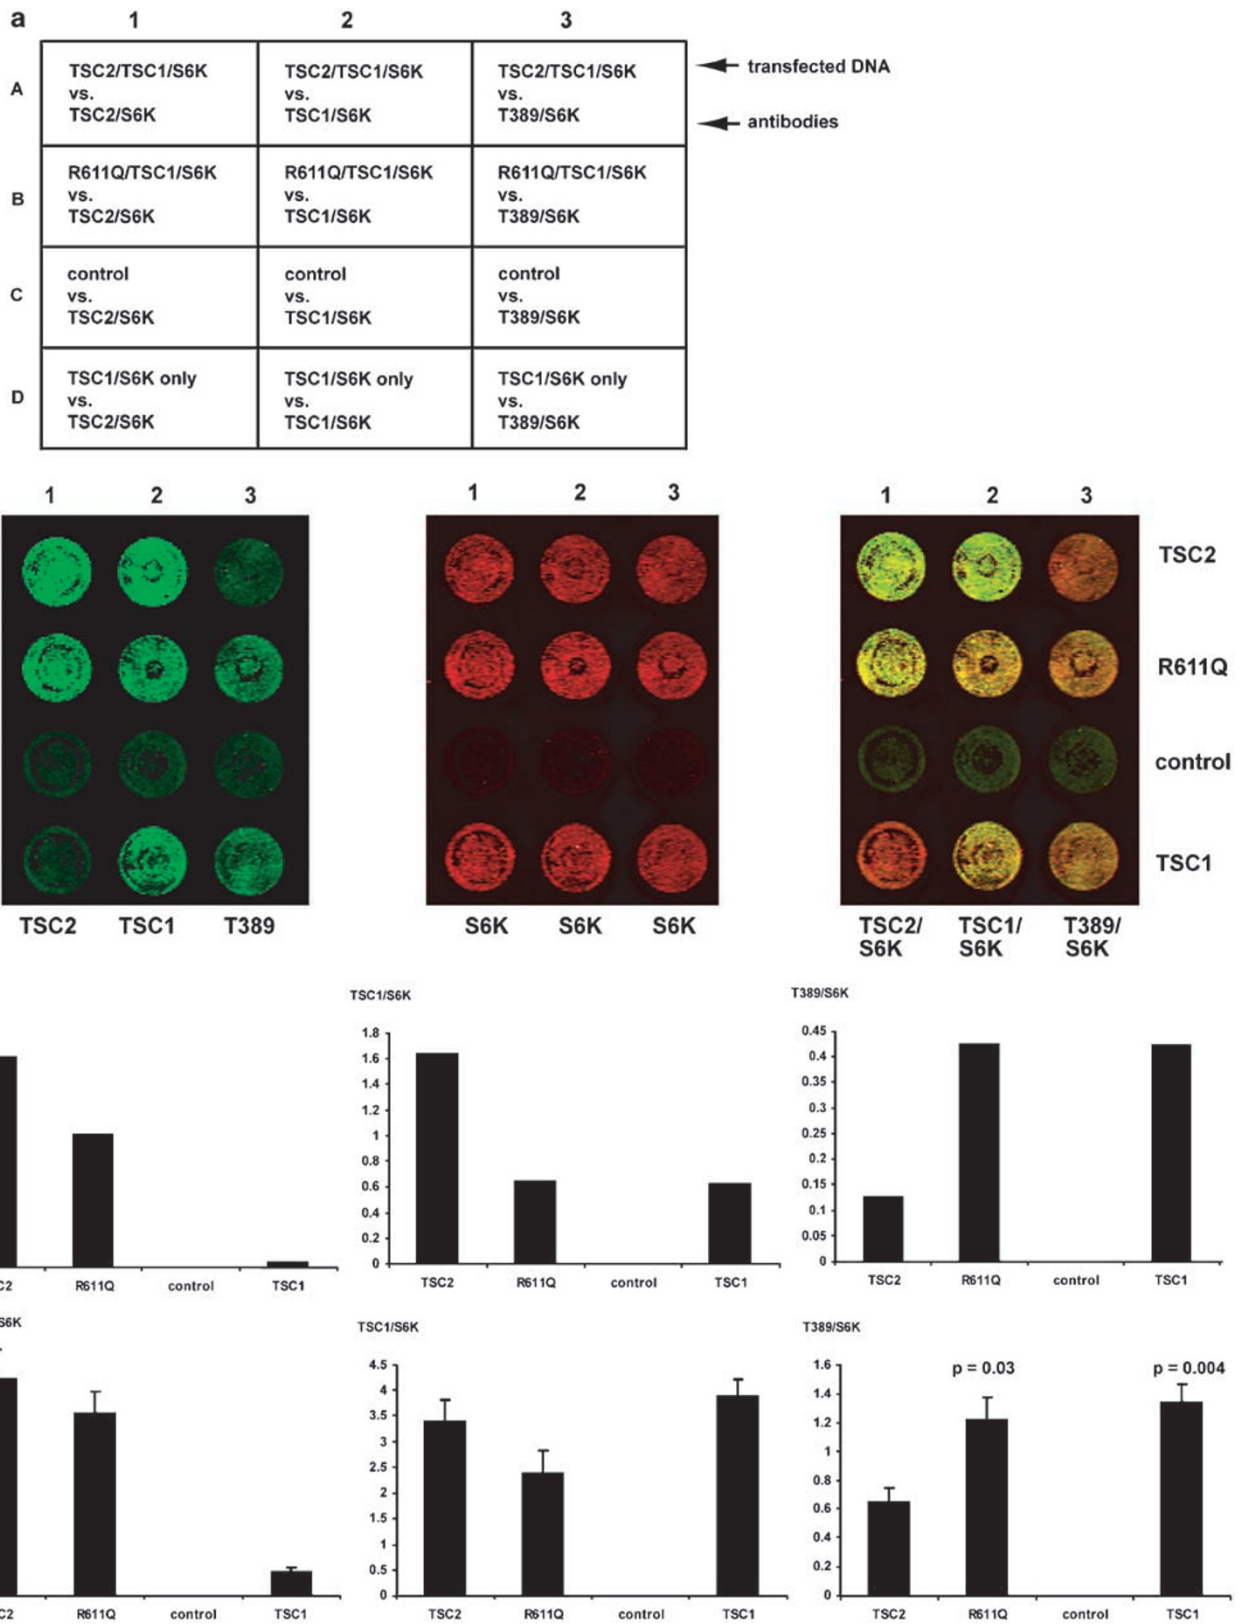 a
1 2 3
A
TSC2/TSC1/S6K
vs.
TSC2/S6K
TSC2/TSC1/S6K
vs.
TSC1/S6K
TSC2/TSC1/S6K
vs.
T389/S6K
transfected DNA
antibodies
B
R611Q/TSC1/S6K
vs.
TSC2/S6K
R611Q/TSC1/S6K
vs.
TSC1/S6K
R611Q/TSC1/S6K
vs.
T389/S6K
C
control
vs.
TSC2/S6K
control
vs.
TSC1/S6K
control
vs.
T389/S6K
D
TSC1/S6K only
vs.
TSC2/S6K
TSC1/S6K only
vs.
TSC1/S6K
TSC1/S6K only
vs.
T389/S6K
1 2 3
1 2 3
1 2 3
TSC2
R611Q
control
TSC1
TSC2 TSC1 T389
S6K S6K S6K
TSC2/ TSC1/ T389/
S6K S6K S6K
C2 R611Q control TSC1
TSC1/S6K
1.8
1.6
1.4
1.2
1
0.8
0.6
0.4
0.2
0
TSC2 R611Q control TSC1
T389/S6K
0.45
0.4
0.35
0.3
0.25
0.2
0.15
0.1
0.05
0
TSC2 R611Q control TSC1
S6K
C2 R611Q control TSC1
TSC1/S6K
4.5
4
3.5
3
2.5
2
1.5
1
0.5
0
TSC2 R611Q control TSC1
T389/S6K
p = 0.03 p = 0.004
1.6
1.4
1.2
1
0.8
0.6
0.4
0.2
0
TSC2 R611Q control TSC1